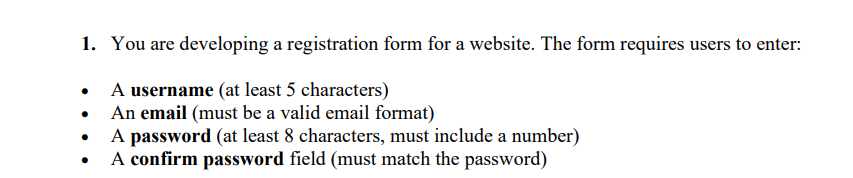 1. You are developing a registration form for a website. The form requires users to enter:
• A username (at least 5 characters)
• An email (must be a valid email format)
• A password (at least 8 characters, must include a number)
• A confirm password field (must match the password)